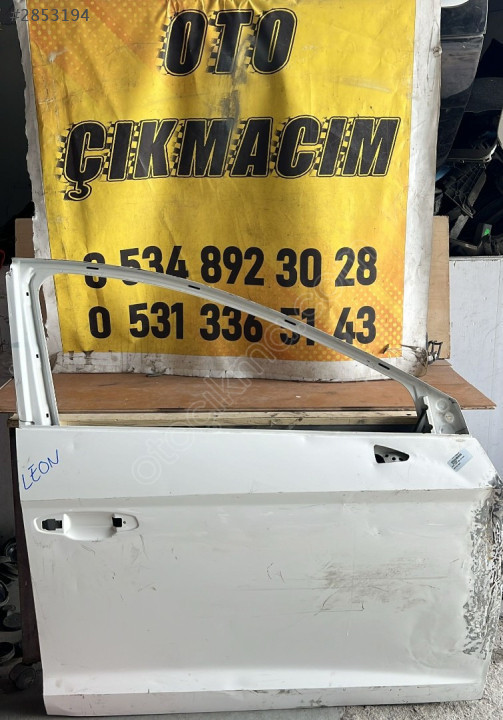 #2853194
OTO
ÇIKMACIM
0 534 892 30 28
0 531 336 51 43
LEON